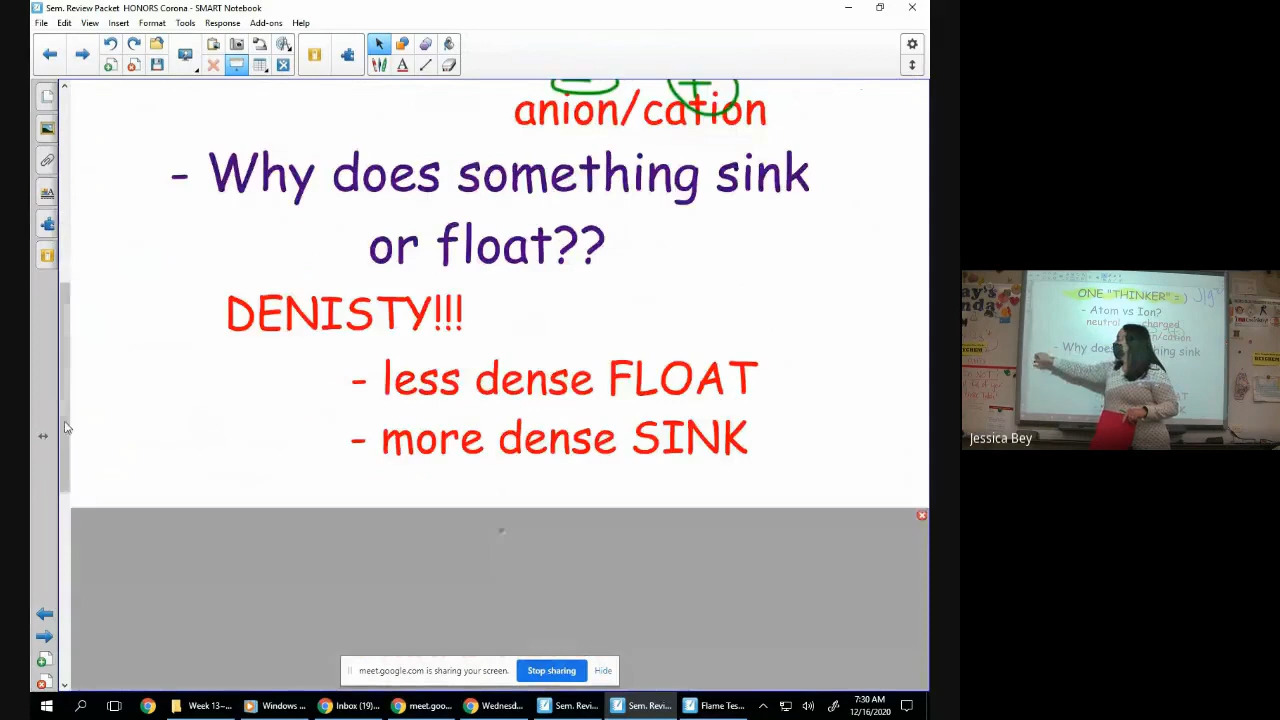 Sem. Review Packet HONORS Corona - SMART Notebook
File Edit View Insert Format Tools Response Add-ons Help
anion/cation
- Why does something sink
or float??
DENISTY!!!
- less dense FLOAT
- more dense SINK
ONE "THINKER" =)
- Atom vs Ion?
neutral charged
- Why does
sink
Jessica Bey
meet.google.com is sharing your screen.
Stop sharing
Hide
Week 13~
Windows ...
Inbox (19)...
meet.goo...
Wednesd...
Sem. Revi...
Sem. Revi...
Flame Tes...
7:30 AM
12/16/2020